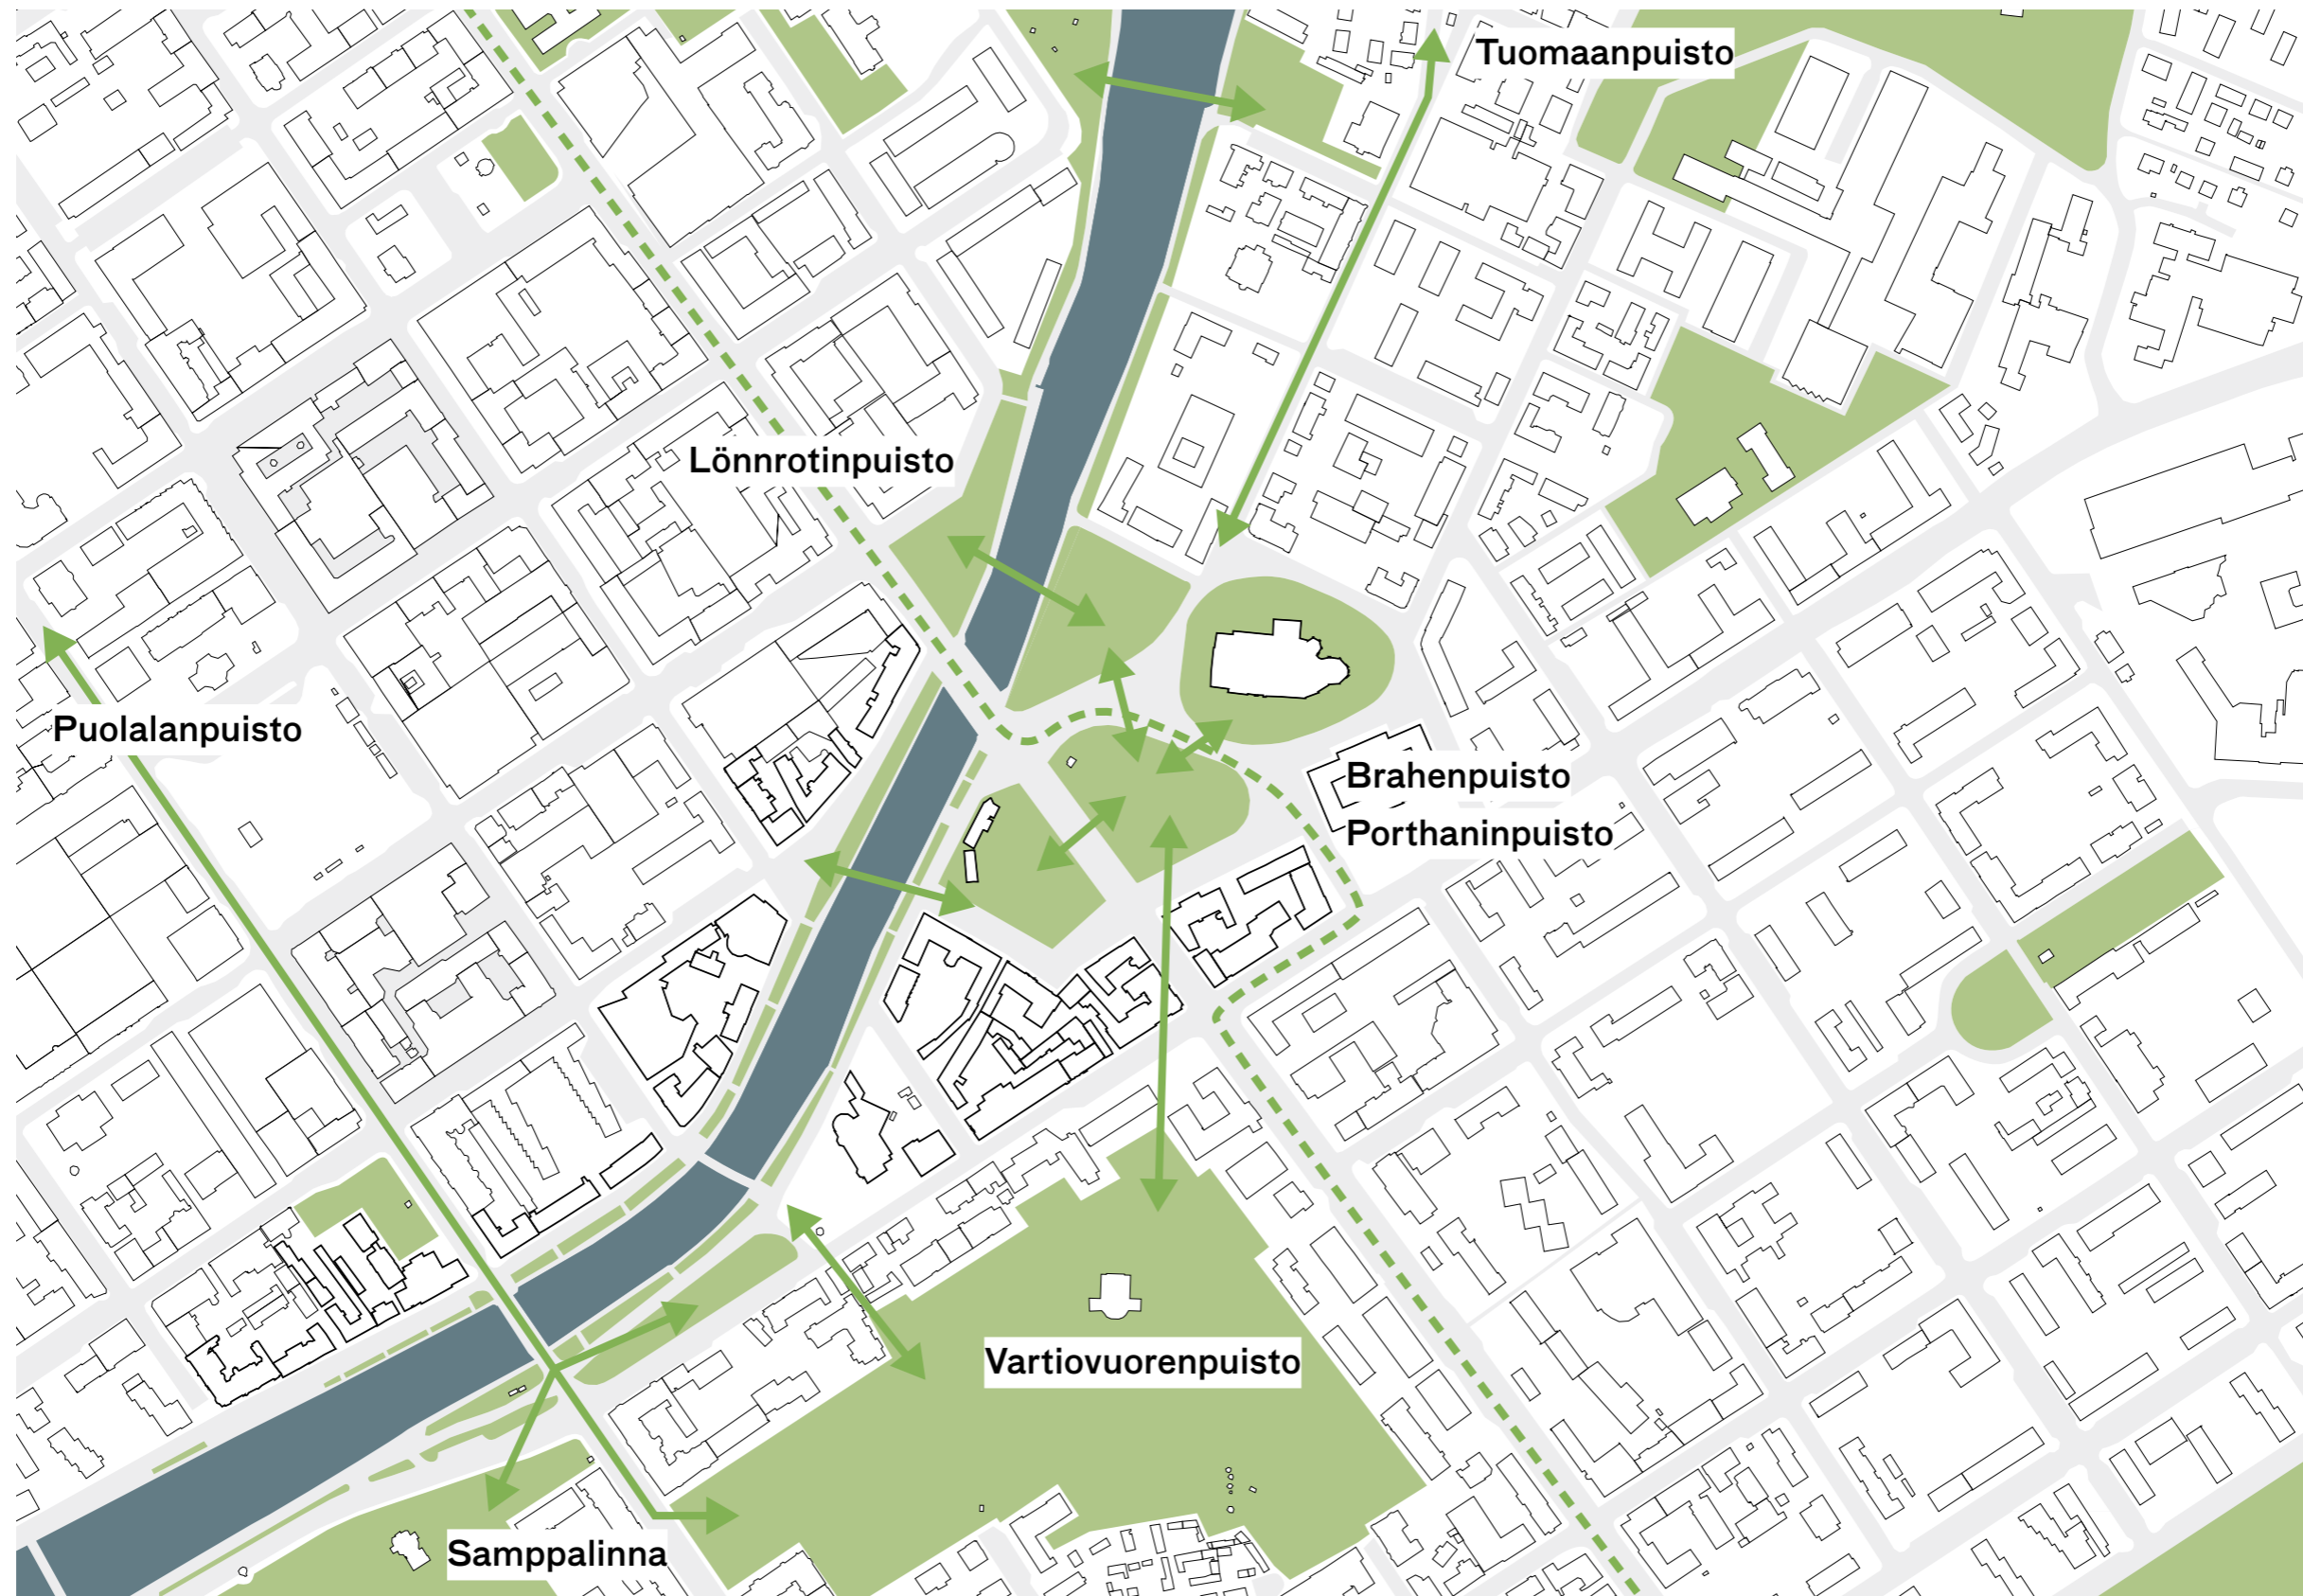 Tuomaanpuisto
Lönnrotinpuisto
Puolalanpuisto
Brahenpuisto
Porthaninpuisto
Vartiovuorenpuisto
Samppalinna